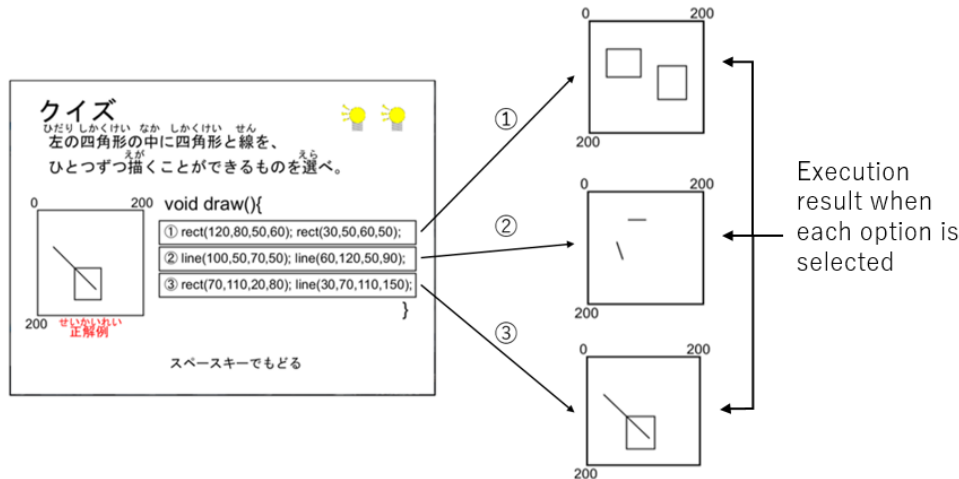 クイズ
ひだり しかくけい なか しかくけい せん
左の四角形の中に四角形と線を、
えが えら
ひとつずつ描くことができるものを選べ。
0 200
200
せいかいれい
正解例
void draw(){
① rect(120,80,50,60); rect(30,50,60,50);
② line(100,50,70,50); line(60,120,50,90);
③ rect(70,110,20,80); line(30,70,110,150);
}
スペースキーでもどる
①
②
③
0 200
200
0 200
200
0 200
200
Execution
result when
each option is
selected